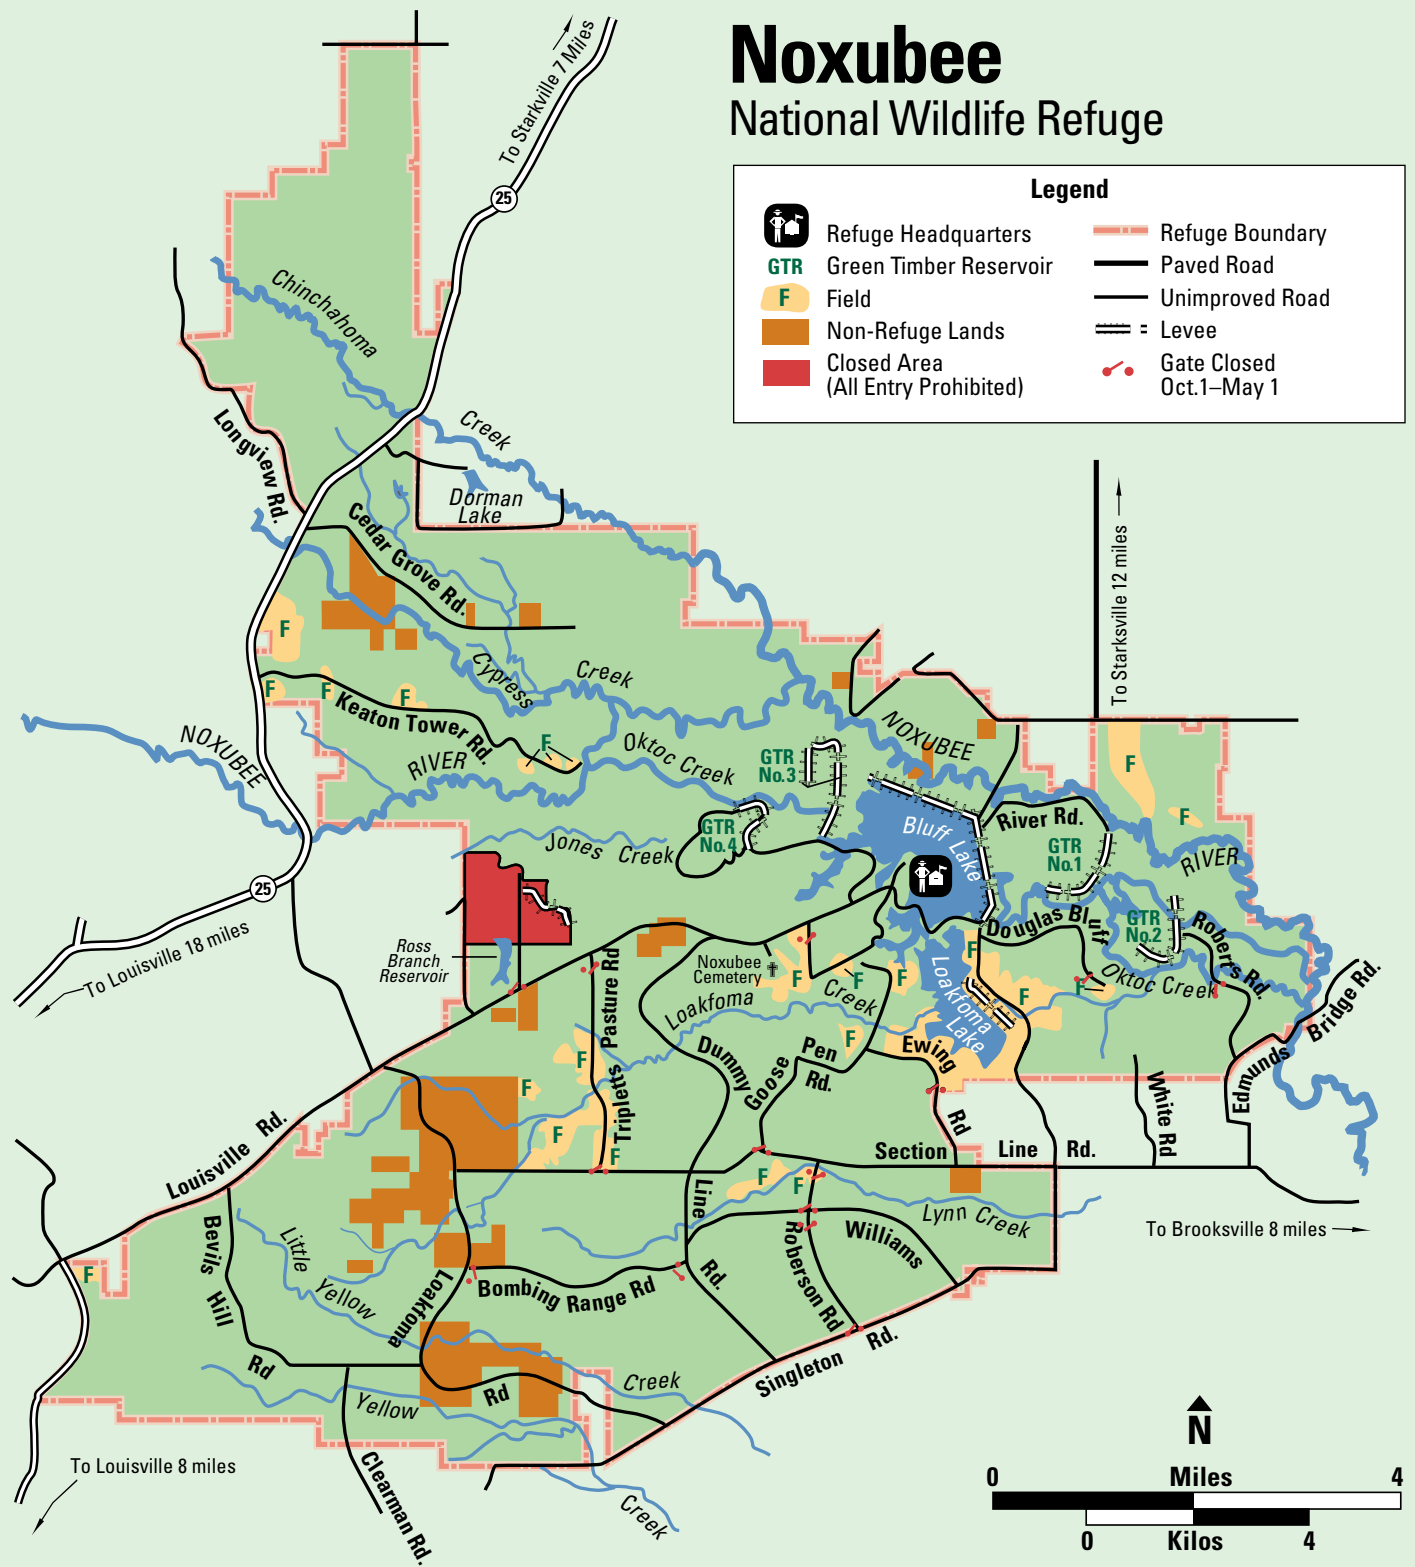 Noxubee
National Wildlife Refuge
Legend
Refuge Headquarters
GTR Green Timber Reservoir
F Field
Non-Refuge Lands
Closed Area
(All Entry Prohibited)
Refuge Boundary
Paved Road
Unimproved Road
Levee
Gate Closed
Oct.1–May 1
To Starkville 7 Miles
25
Chinchahoma
Creek
Longview Rd.
Dorman
Lake
Cedar Grove Rd.
To Starksville 12 miles
F
Cypress
Creek
F
F
F
Keaton Tower Rd.
F
NOXUBEE
RIVER
Oktoc Creek
NOXUBEE
GTR
No.3
F
F
Bluff Lake
River Rd.
GTR
No.4
GTR
No.1
RIVER
Jones Creek
25
To Louisville 18 miles
Ross
Branch
Reservoir
Douglas Bluff
GTR
No.2
Roberrs Rd.
Noxubee
Cemetery
F
F
F
F
F
F
Oktoc Creek
Loakfoma
Creek
Loakfoma
Lake
Bridge Rd.
Pasture Rd
Tripletts
F
F
F
F
Dummy
Line
Rd.
Goose
Pen
Rd.
F
Ewing
Rd
White Rd
Edmunds
Louisville Rd.
Section Line Rd.
F
F
Lynn Creek
Williams
Roberson Rd
To Brooksville 8 miles
Bevils
Hill
Rd
Little
Yellow
Creek
Loakfoma
Rd
Bombing Range Rd
F
Singleton Rd.
Yellow
Creek
Clearman Rd.
To Louisville 8 miles
N
0 Miles 4
0 Kilos 4